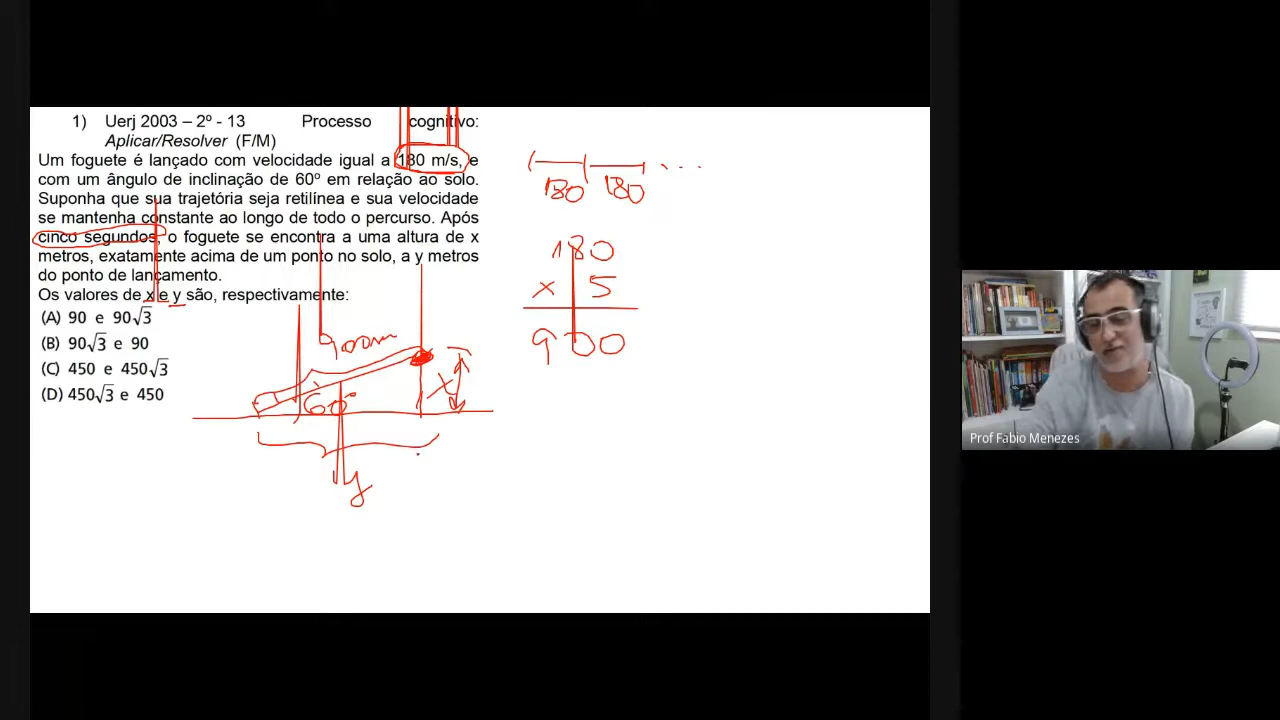 1) Uerj 2003 – 2º - 13 Processo cognitivo:
Aplicar/Resolver (F/M)
Um foguete é lançado com velocidade igual a 180 m/s, e
com um ângulo de inclinação de 60º em relação ao solo.
Suponha que sua trajetória seja retilínea e sua velocidade
se mantenha constante ao longo de todo o percurso. Após
cinco segundos, o foguete se encontra a uma altura de x
metros, exatamente acima de um ponto no solo, a y metros
do ponto de lançamento.
Os valores de x e y são, respectivamente:
(A) 90 e 90√3
(B) 90√3 e 90
(C) 450 e 450√3
(D) 450√3 e 450
900m
60°
x
y
180 180 ...
180
x 5
900
Prof Fabio Menezes